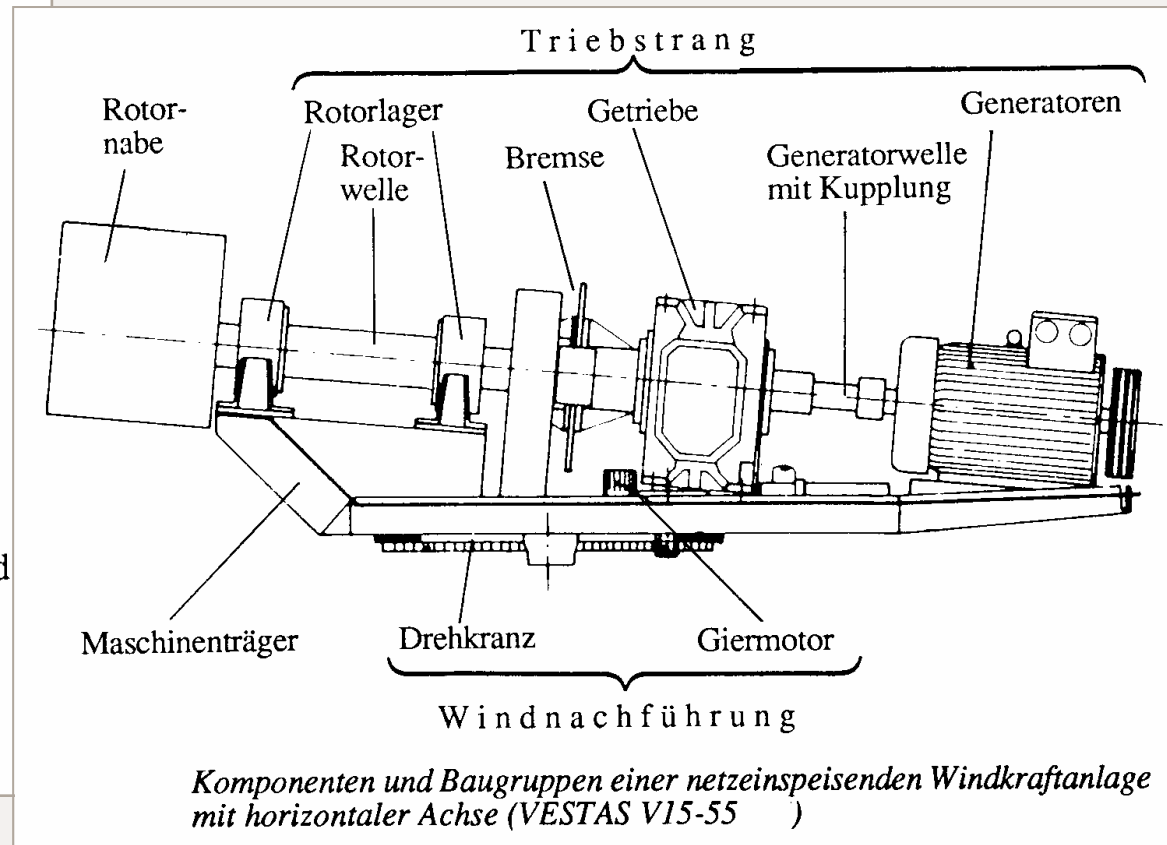 Triebstrang
Rotor-
nabe
Rotorlager
Getriebe
Generatoren
Rotor-
welle
Bremse
Generatorwelle
mit Kupplung
d
Maschinenträger
Drehkranz
Giermotor
Windnachführung
Komponenten und Baugruppen einer netzeinspeisenden Windkraftanlage
mit horizontaler Achse (VESTAS V15-55 )